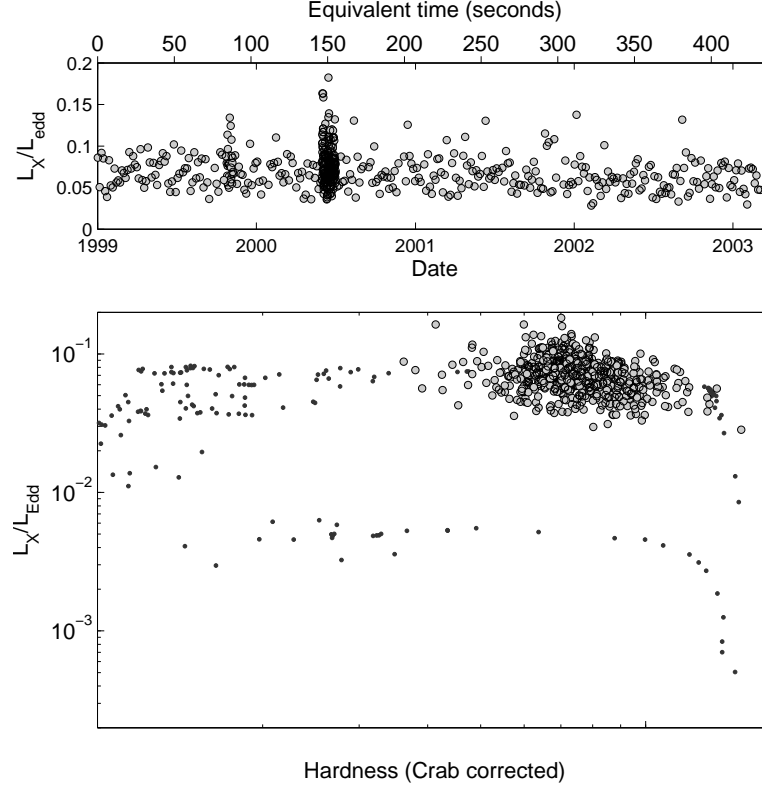 Equivalent time (seconds)
0 50 100 150 200 250 300 350 400
0.2
0.15
0.1
0.05
0
L_X/L_edd
1999 2000 2001 2002 2003
Date
10^{-1}
10^{-2}
10^{-3}
L_X/L_Edd
Hardness (Crab corrected)